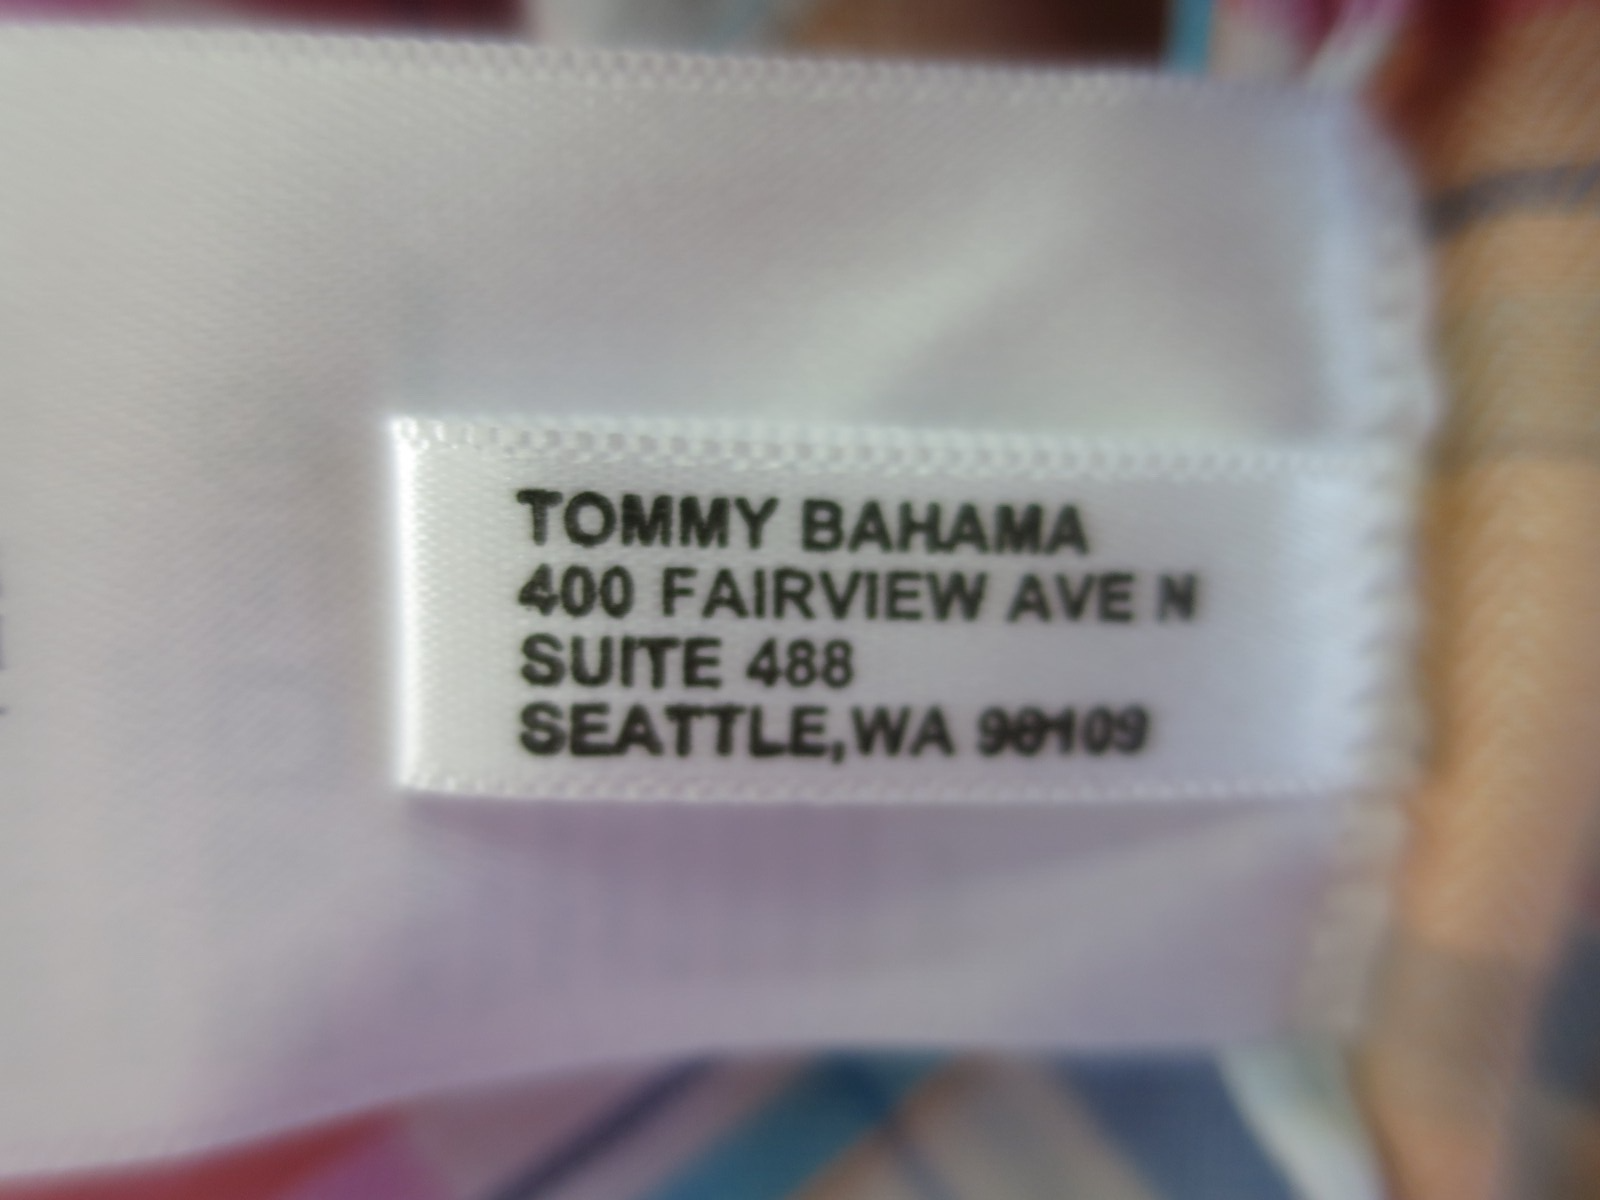 TOMMY BAHAMA
400 FAIRVIEW AVE N
SUITE 488
SEATTLE,WA 98109